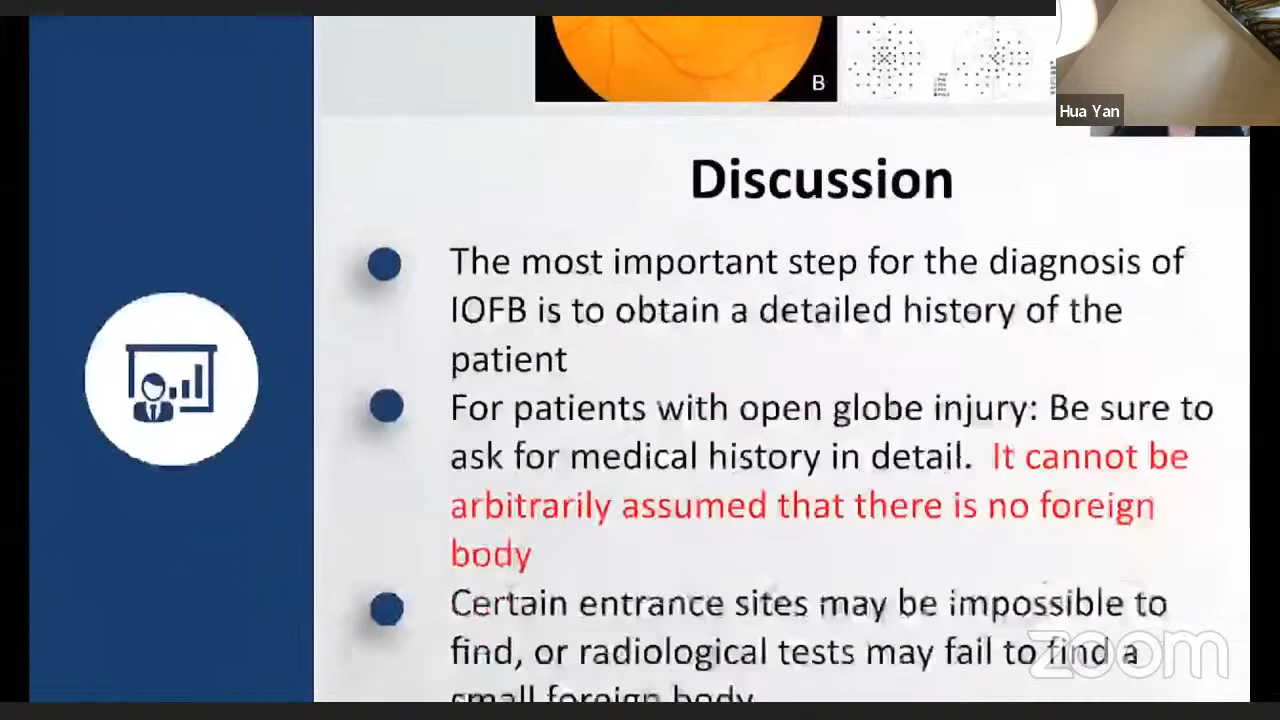 B
Hua Yan
Discussion
The most important step for the diagnosis of
IOFB is to obtain a detailed history of the
patient
For patients with open globe injury: Be sure to
ask for medical history in detail. It cannot be
arbitrarily assumed that there is no foreign
body
Certain entrance sites may be impossible to
find, or radiological tests may fail to find a
small foreign body
zoom